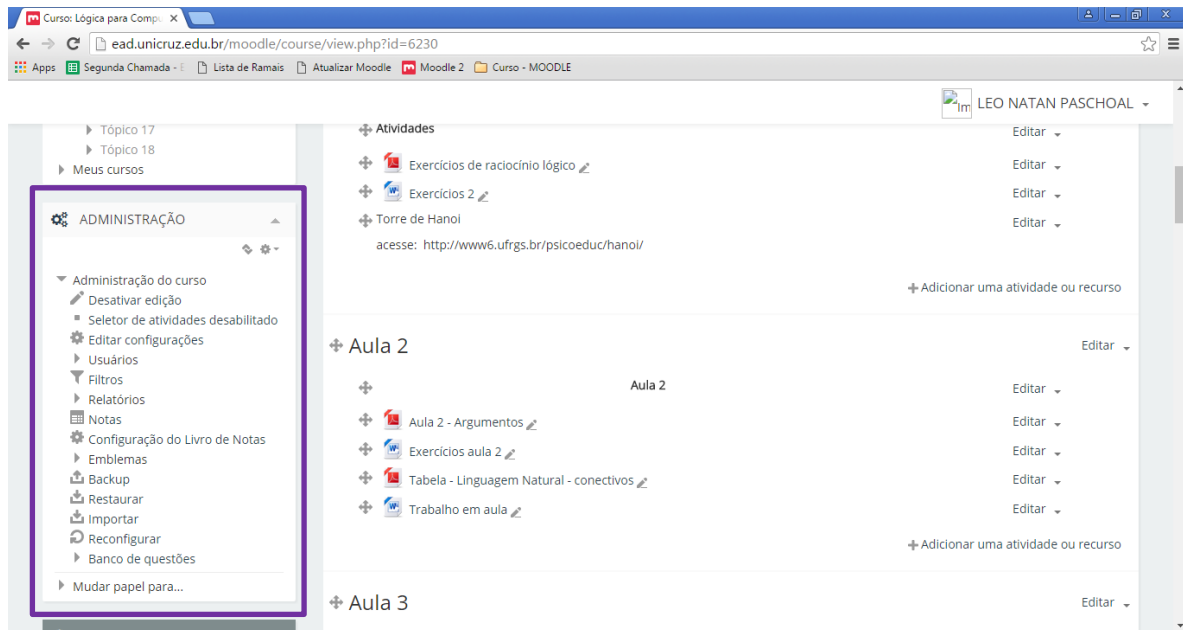 Curso: Lógica para Compu
ead.unicruz.edu.br/moodle/course/view.php?id=6230
Apps Segunda Chamada - E Lista de Ramais Atualizar Moodle Moodle 2 Curso - MOODLE
Im LEO NATAN PASCHOAL
Tópico 17
Tópico 18
Meus cursos
ADMINISTRAÇÃO
Administração do curso
Desativar edição
Seletor de atividades desabilitado
Editar configurações
Usuários
Filtros
Relatórios
Notas
Configuração do Livro de Notas
Emblemas
Backup
Restaurar
Importar
Reconfigurar
Banco de questões
Mudar papel para...
Atividades Editar
Exercícios de raciocínio lógico Editar
Exercícios 2 Editar
Torre de Hanoi Editar
acesse: http://www6.ufrgs.br/psicoeduc/hanoi/
Adicionar uma atividade ou recurso
Aula 2 Editar
Aula 2 Editar
Aula 2 - Argumentos Editar
Exercícios aula 2 Editar
Tabela - Linguagem Natural - conectivos Editar
Trabalho em aula Editar
Adicionar uma atividade ou recurso
Aula 3 Editar